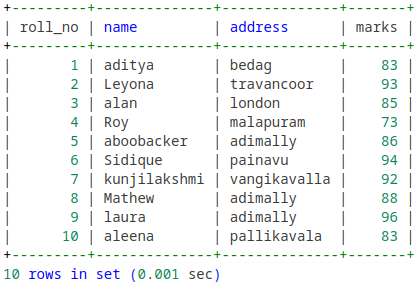 +---------+--------------+--------------+-------+
| roll_no | name         | address      | marks |
+---------+--------------+--------------+-------+
|       1 | aditya       | bedag        |    83 |
|       2 | Leyona       | travancoor   |    93 |
|       3 | alan         | london       |    85 |
|       4 | Roy          | malapuram    |    73 |
|       5 | aboobacker   | adimally     |    86 |
|       6 | Sidique      | painavu      |    94 |
|       7 | kunjilakshmi | vangikavalla |    92 |
|       8 | Mathew       | adimally     |    88 |
|       9 | laura        | adimally     |    96 |
|      10 | aleena       | pallikavala  |    83 |
+---------+--------------+--------------+-------+
10 rows in set (0.001 sec)